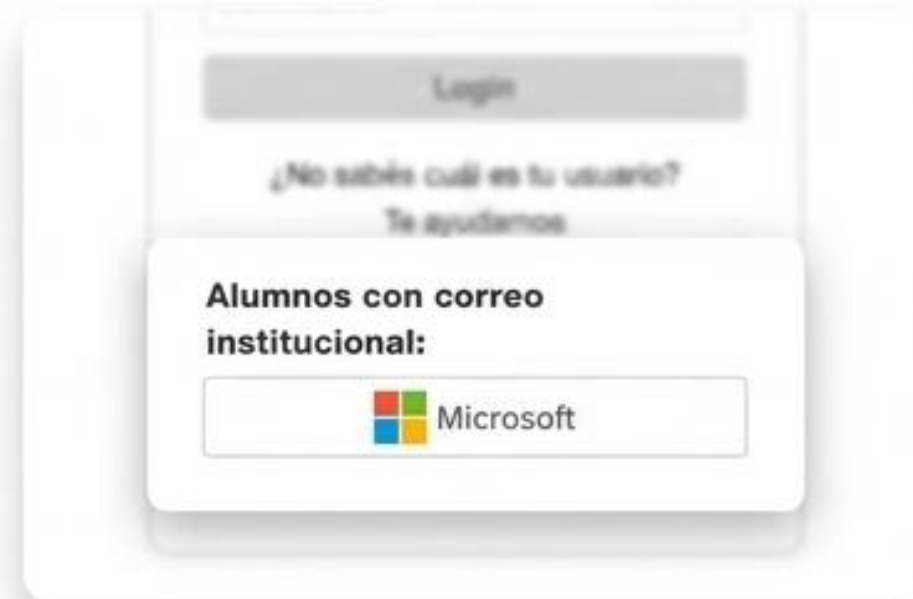 Login
¿No sabés cuál es tu usuario?
Te ayudamos
Alumnos con correo
institucional:
Microsoft